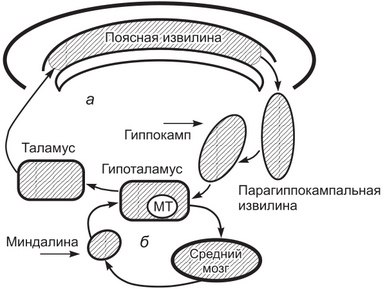 Поясная извилина
а
Гиппокамп
Таламус
Гипоталамус
Парагиппокампальная
извилина
МТ
Миндалина
б
Средний
мозг